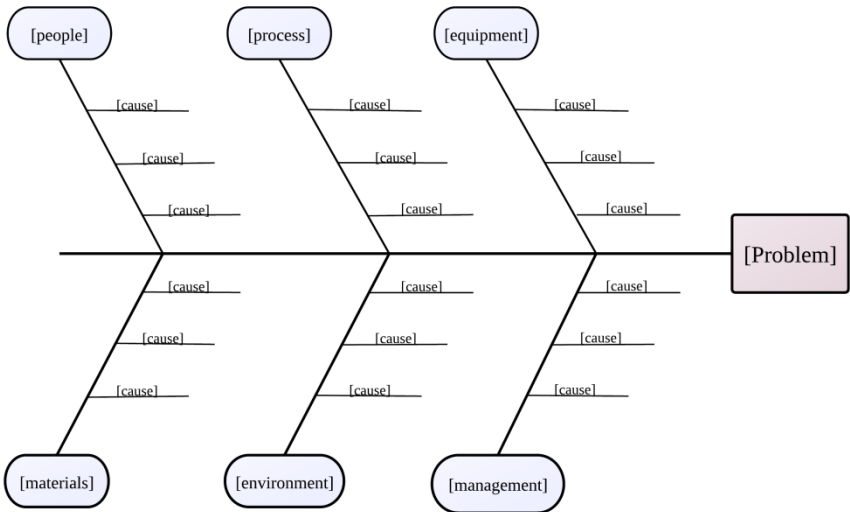 [people]
[process]
[equipment]
[cause]
[cause]
[cause]
[cause]
[cause]
[cause]
[cause]
[cause]
[cause]
[Problem]
[cause]
[cause]
[cause]
[cause]
[cause]
[cause]
[cause]
[cause]
[cause]
[materials]
[environment]
[management]